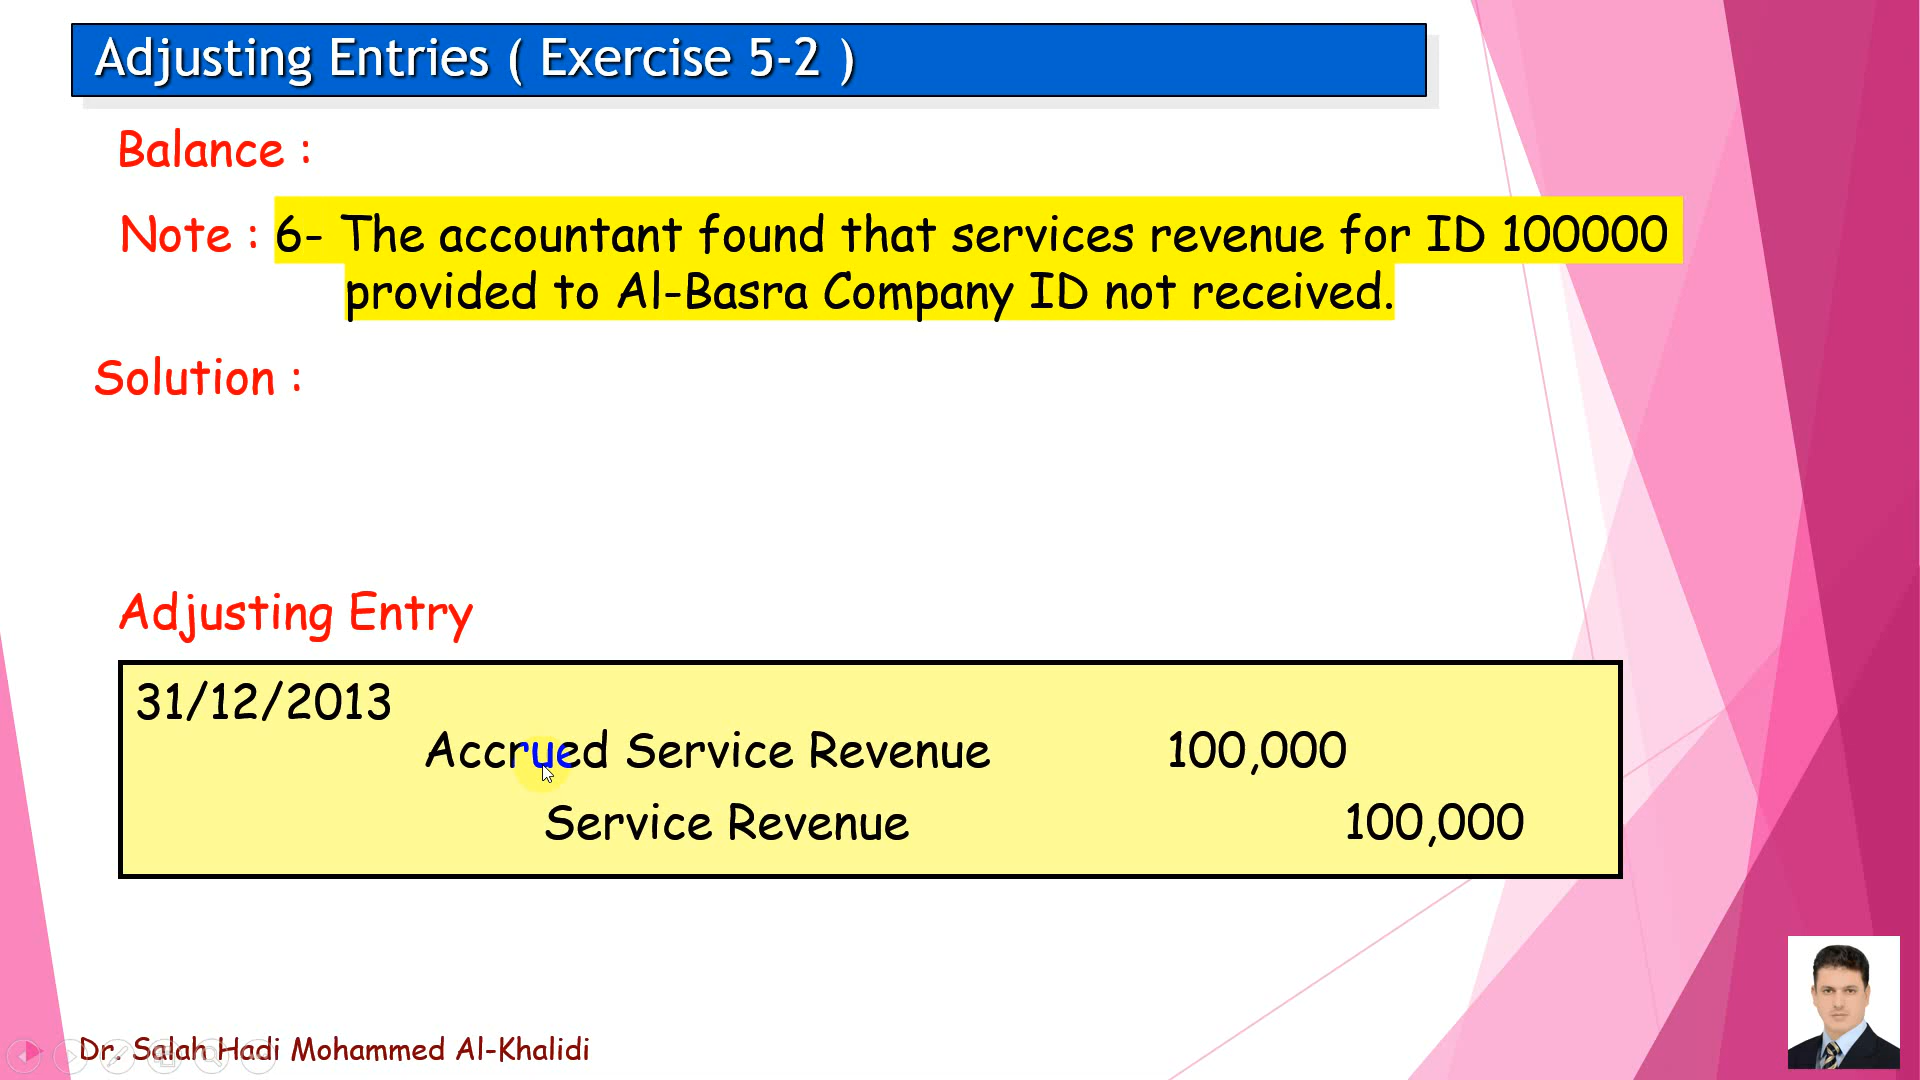 Adjusting Entries ( Exercise 5-2 )
Balance :
Note : 6- The accountant found that services revenue for ID 100000
provided to Al-Basra Company ID not received.
Solution :
Adjusting Entry
31/12/2013
Accrued Service Revenue 100,000
Service Revenue 100,000
Dr. Salah Hadi Mohammed Al-Khalidi